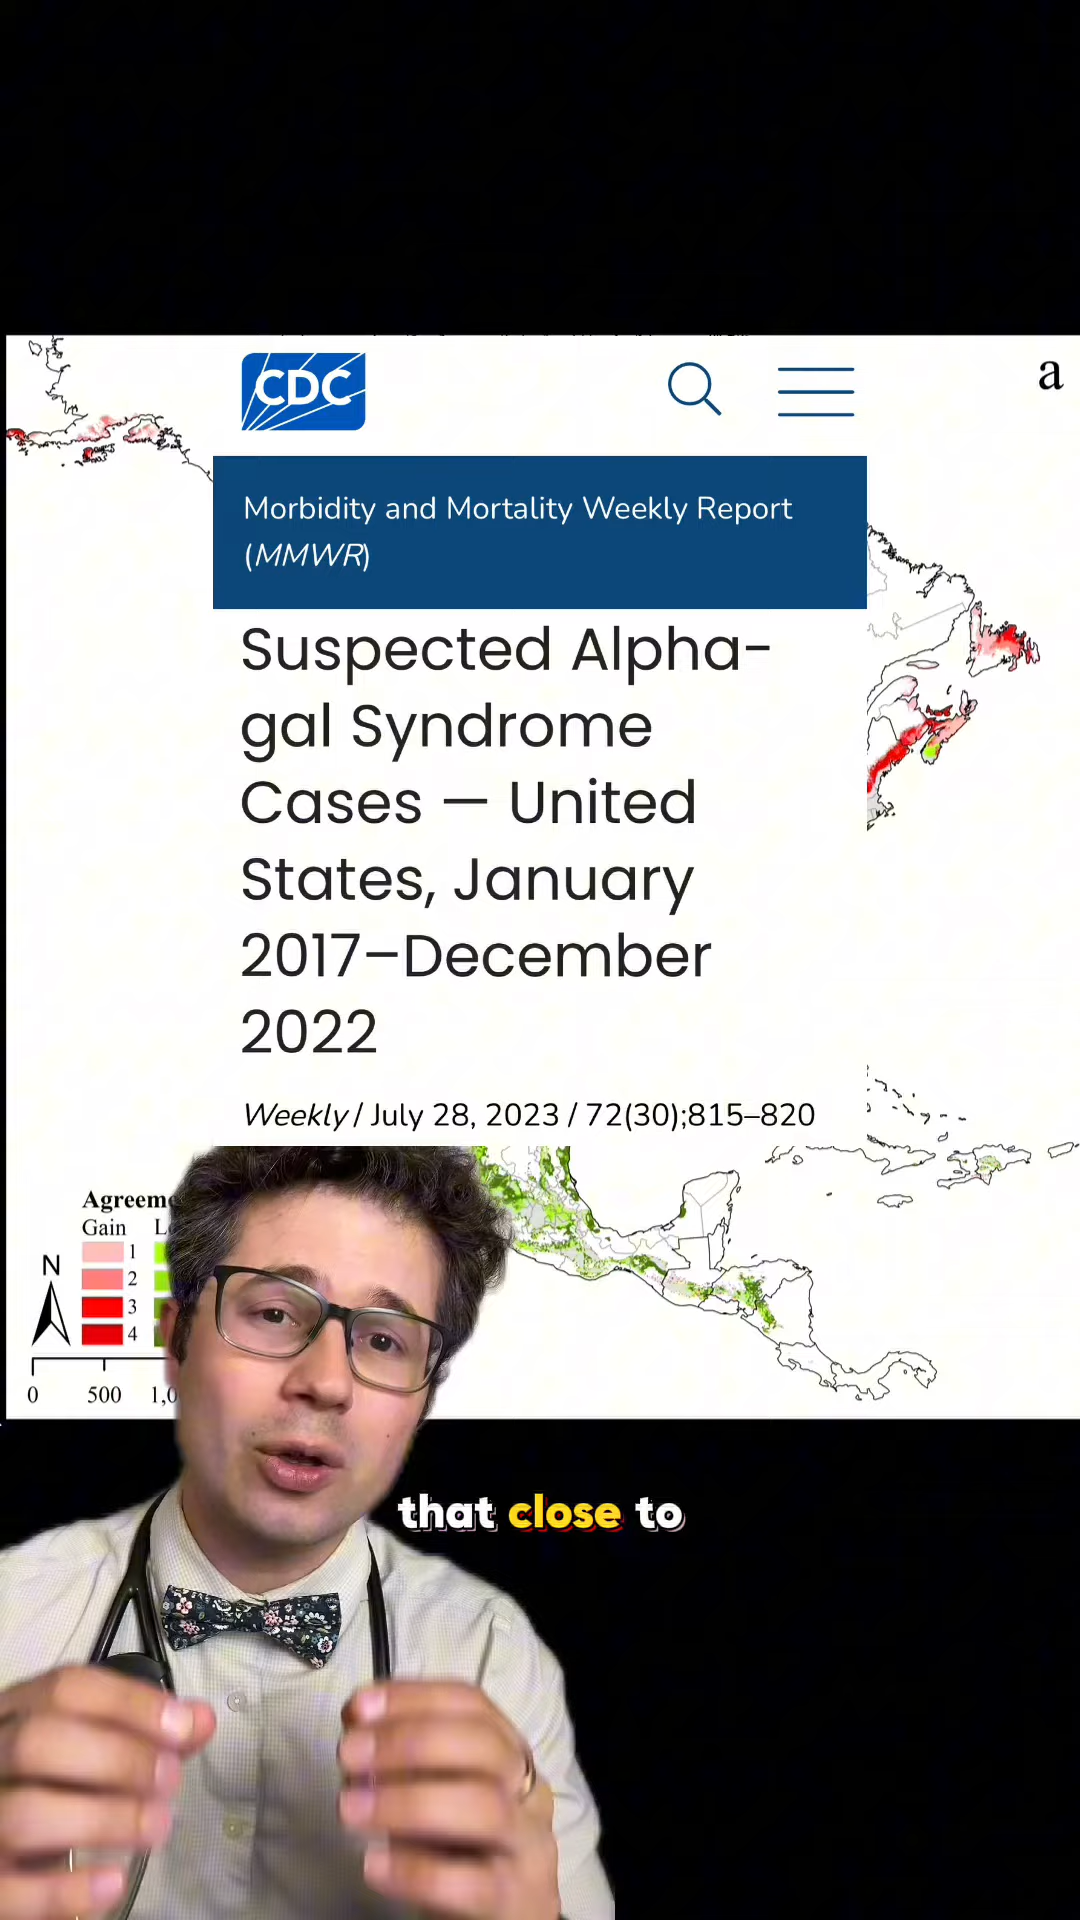 CDC
a
Morbidity and Mortality Weekly Report
(MMWR)
Suspected Alpha-
gal Syndrome
Cases — United
States, January
2017–December
2022
Weekly / July 28, 2023 / 72(30);815–820
Gain
1
2
3
4
N
0 500
that close to